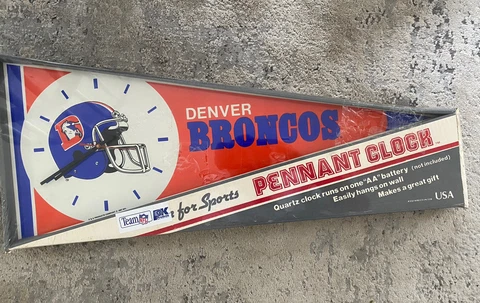 DENVER
BRONCOS
PENNANT CLOCK
Quartz clock runs on one "AA" battery (not included)
Easily hangs on wall
Makes a great gift
USA
Team NFL
for Sports